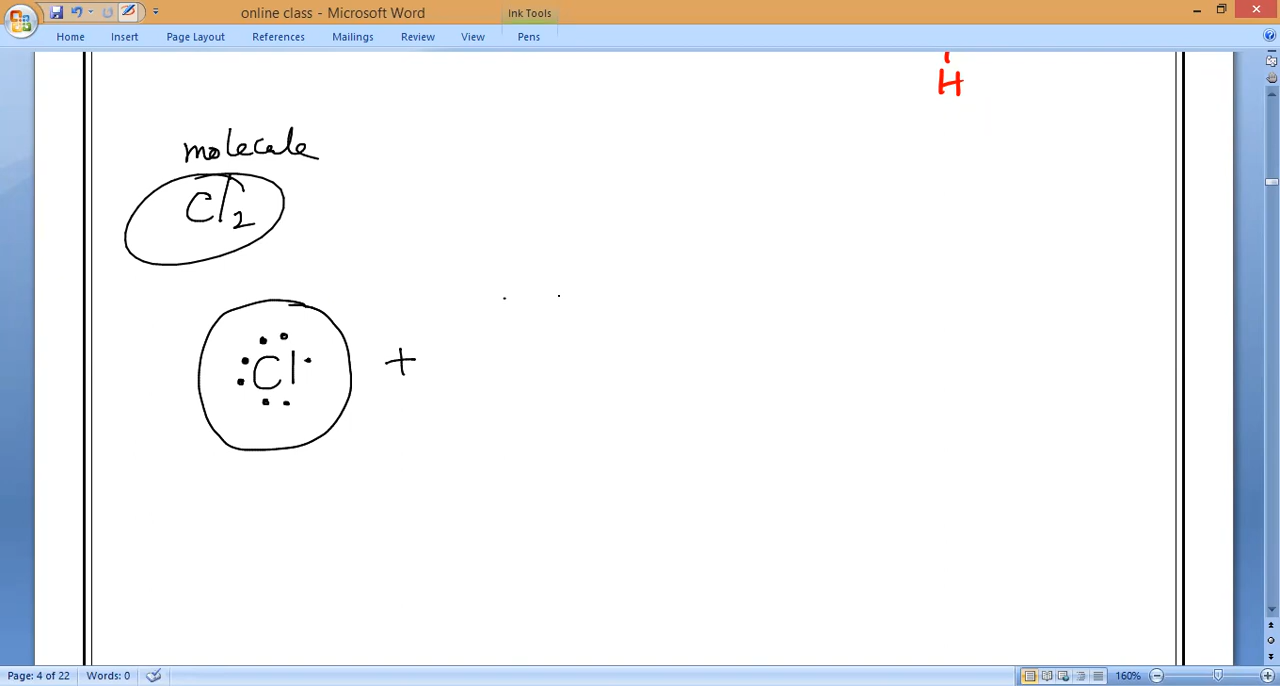 online class - Microsoft Word
Ink Tools
Home Insert Page Layout References Mailings Review View Pens
H
molecule
Cl2
Cl +
Page: 4 of 22 Words: 0 160%